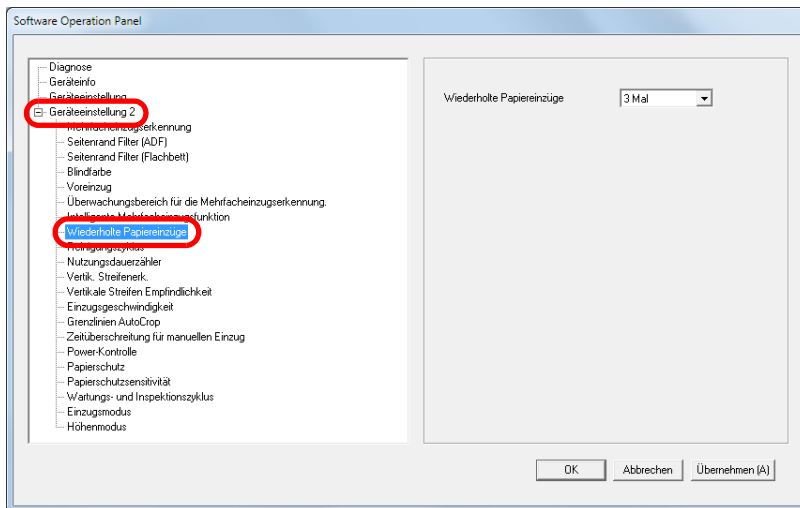 Software Operation Panel
Diagnose
Geräteinfo
Geräteeinstellung
Geräteeinstellung 2
Mehrfacheinzugserkennung
Seitenrand Filter (ADF)
Seitenrand Filter (Flachbett)
Blindfarbe
Voreinzug
Überwachungsbereich für die Mehrfacheinzugserkennung.
Intelligente Mehrfacheinzugsfunktion
Wiederholte Papiereinzüge
Reinigungszyklus
Nutzungsdauerzähler
Vertik. Streifenerk.
Vertikale Streifen Empfindlichkeit
Einzugsgeschwindigkeit
Grenzlinien AutoCrop
Zeitüberschreitung für manuellen Einzug
Power-Kontrolle
Papierschutz
Papierschutzsensitivität
Wartungs- und Inspektionszyklus
Einzugsmodus
Höhenmodus
Wiederholte Papiereinzüge 3 Mal
OK Abbrechen Übernehmen (A)